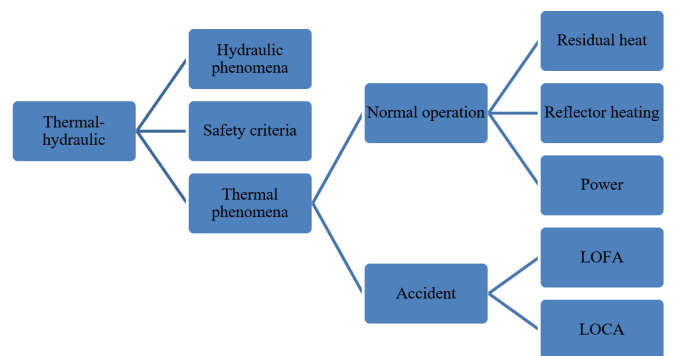 Thermal-
hydraulic
Hydraulic
phenomena
Safety criteria
Thermal
phenomena
Normal operation
Accident
Residual heat
Reflector heating
Power
LOFA
LOCA